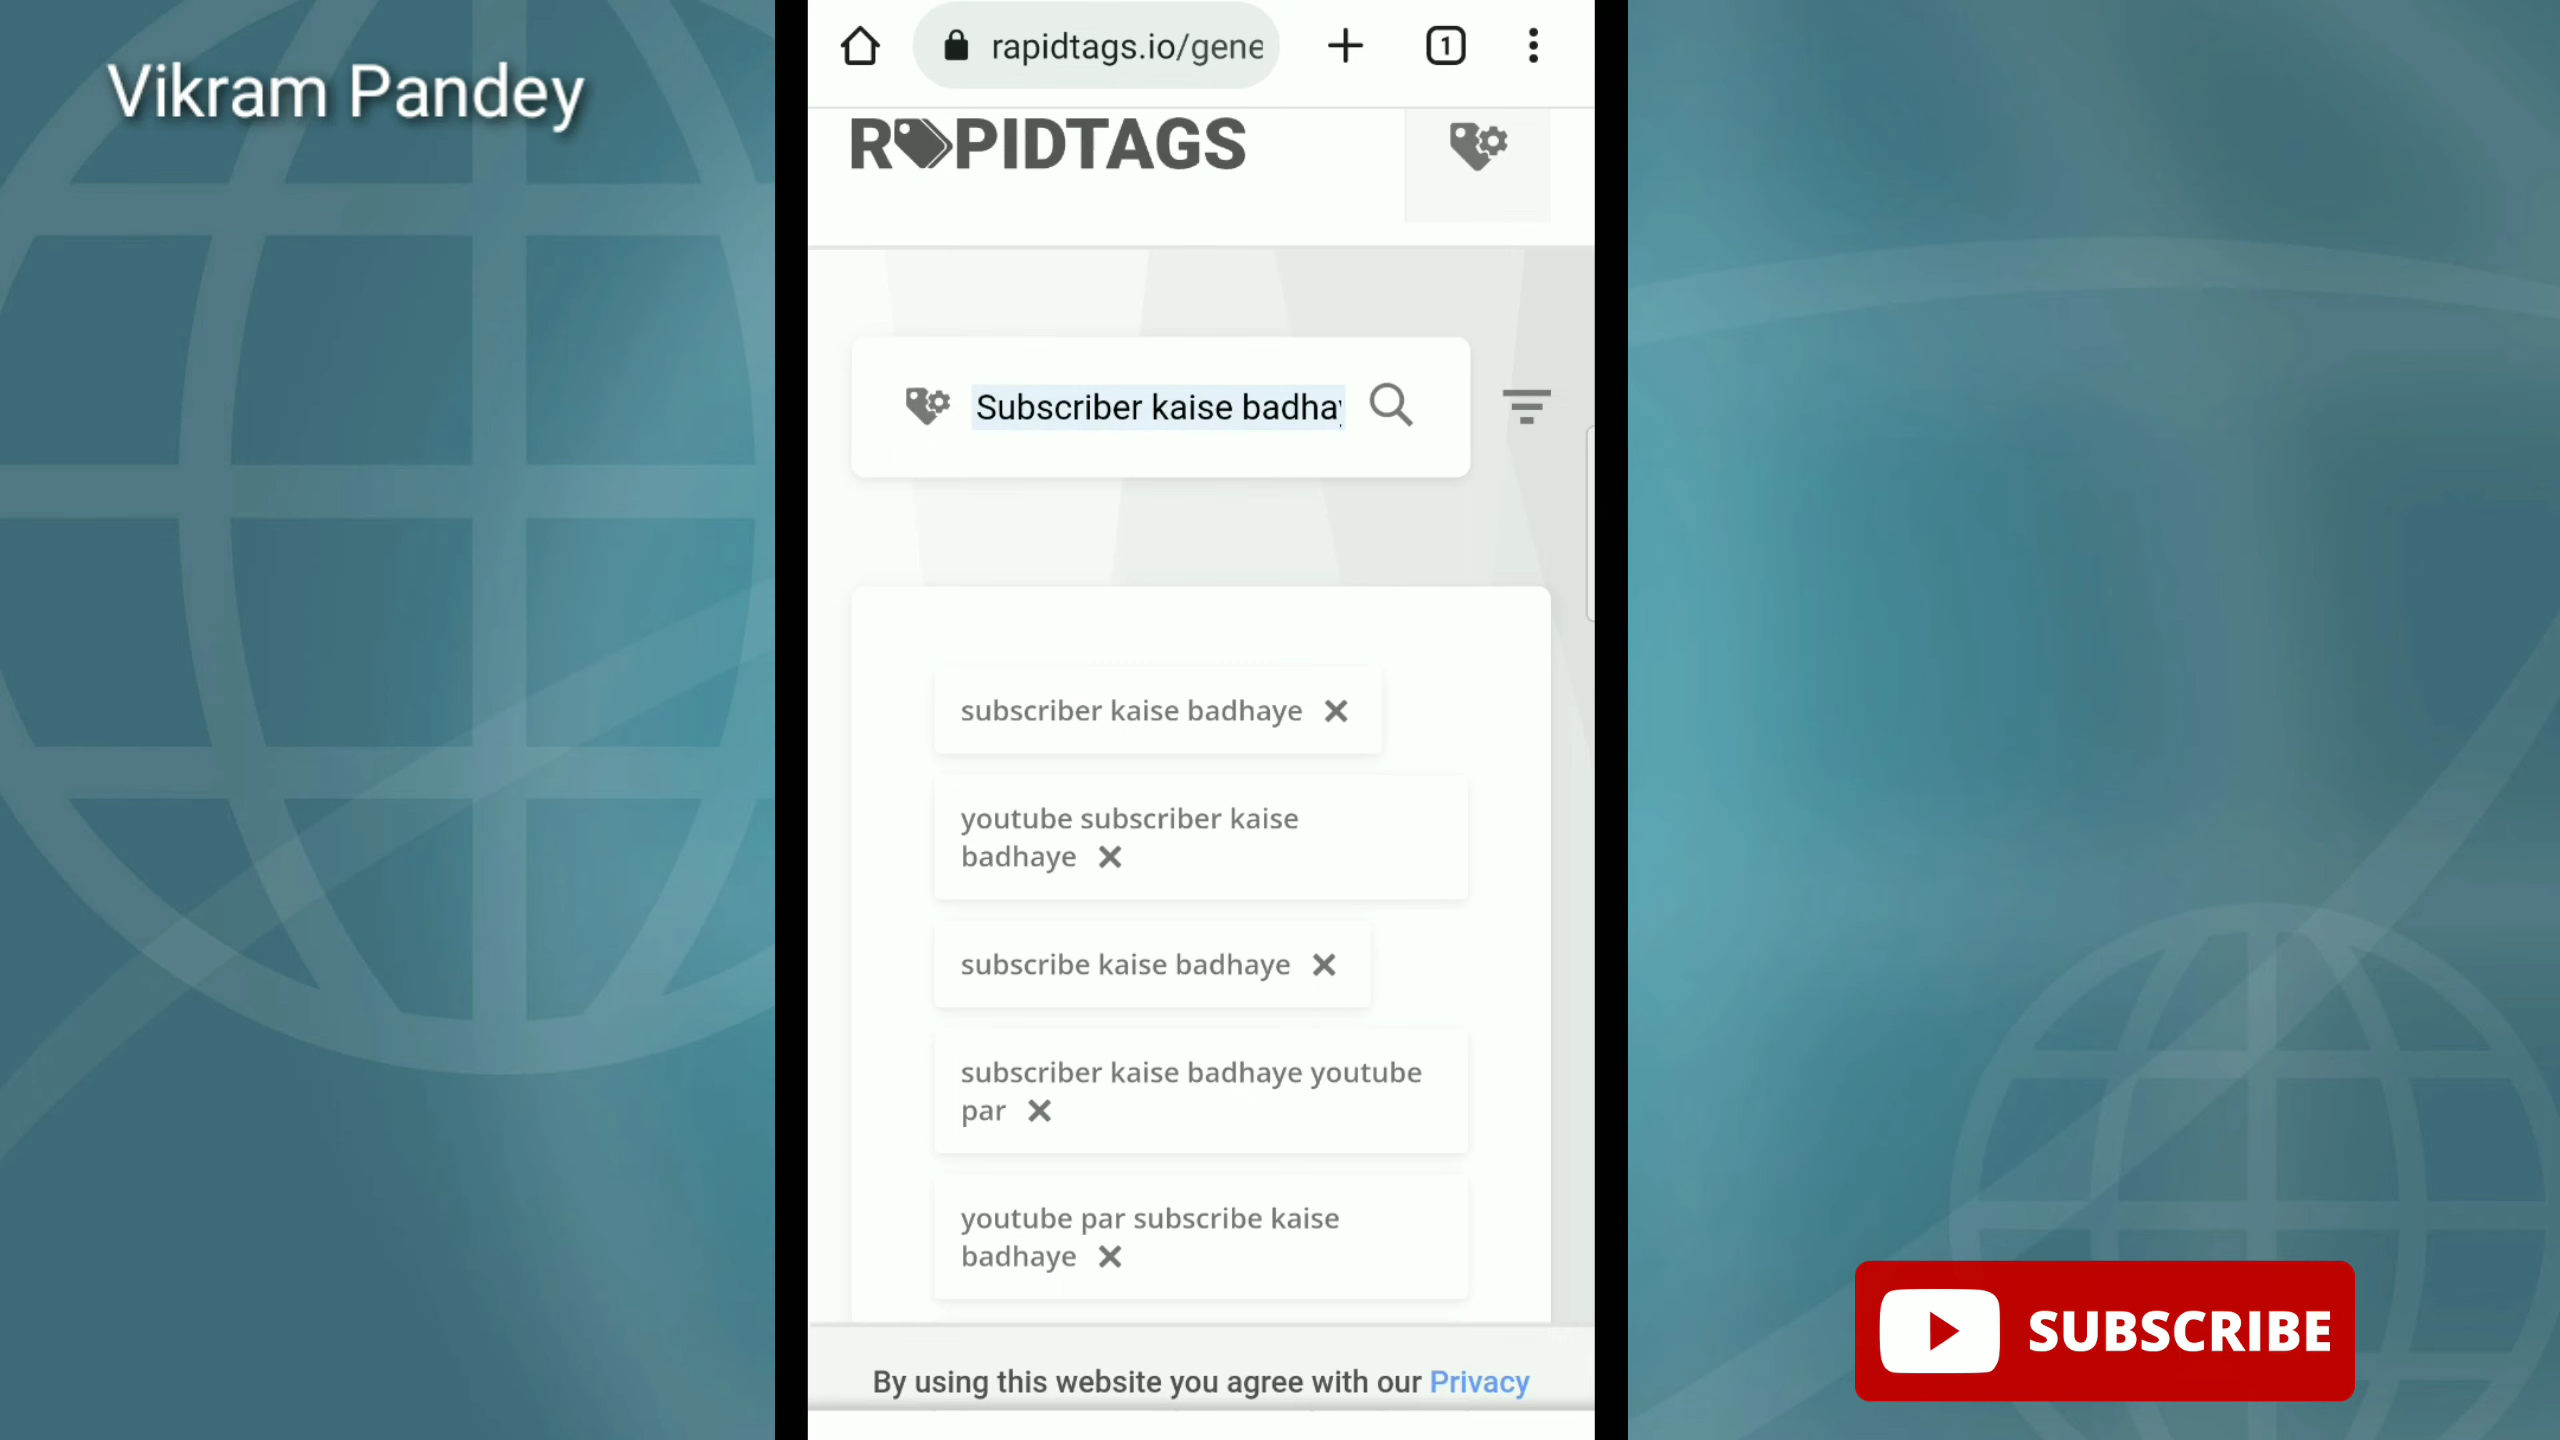 Vikram Pandey
rapidtags.io/gene
1
RAPIDTAGS
Subscriber kaise badhay
subscriber kaise badhaye
youtube subscriber kaise
badhaye
subscribe kaise badhaye
subscriber kaise badhaye youtube
par
youtube par subscribe kaise
badhaye
SUBSCRIBE
By using this website you agree with our Privacy